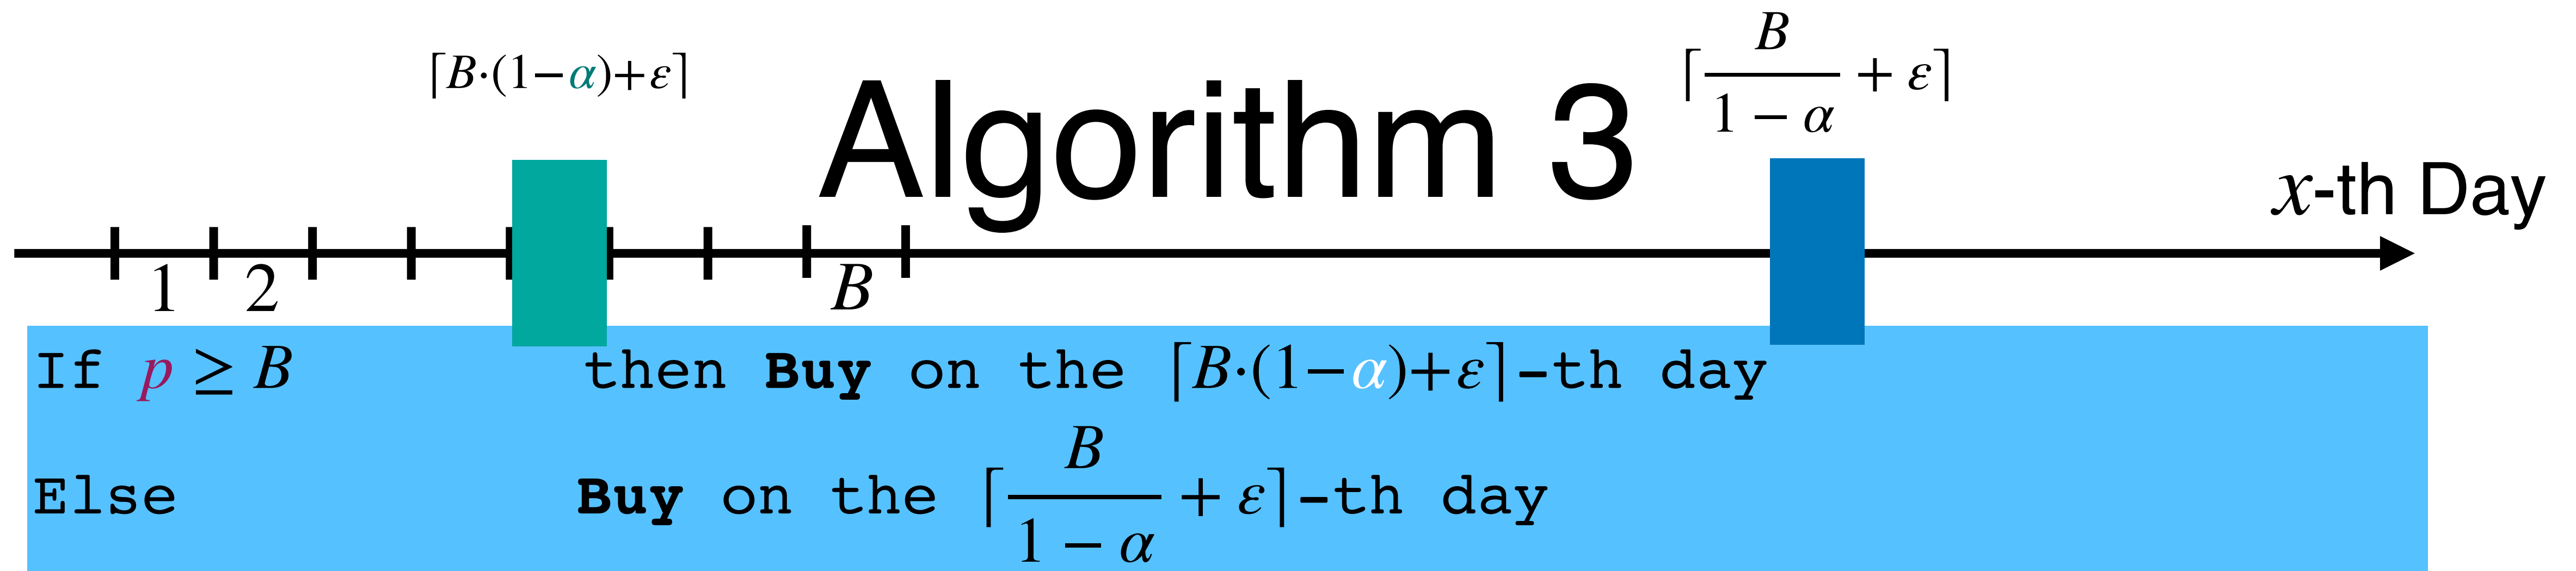 ⌈B·(1−α)+ε⌉
Algorithm 3
⌈B/(1 − α) + ε⌉
x-th Day
1 2 B
If p ≥ B then Buy on the ⌈B·(1−α)+ε⌉-th day
Else Buy on the ⌈B/(1 − α) + ε⌉-th day